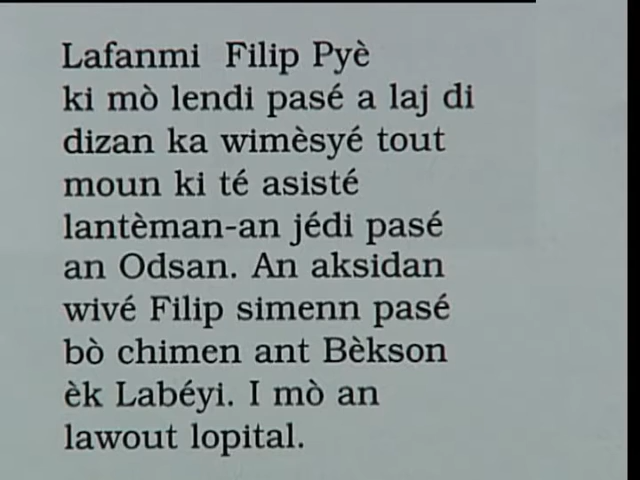 Lafanmi Filip Pyè
ki mò lendi pasé a laj di
dizan ka wimèsyé tout
moun ki té asisté
lantèman-an jédi pasé
an Odsan. An aksidan
wivé Filip simenn pasé
bò chimen ant Bèkson
èk Labéyi. I mò an
lawout lopital.